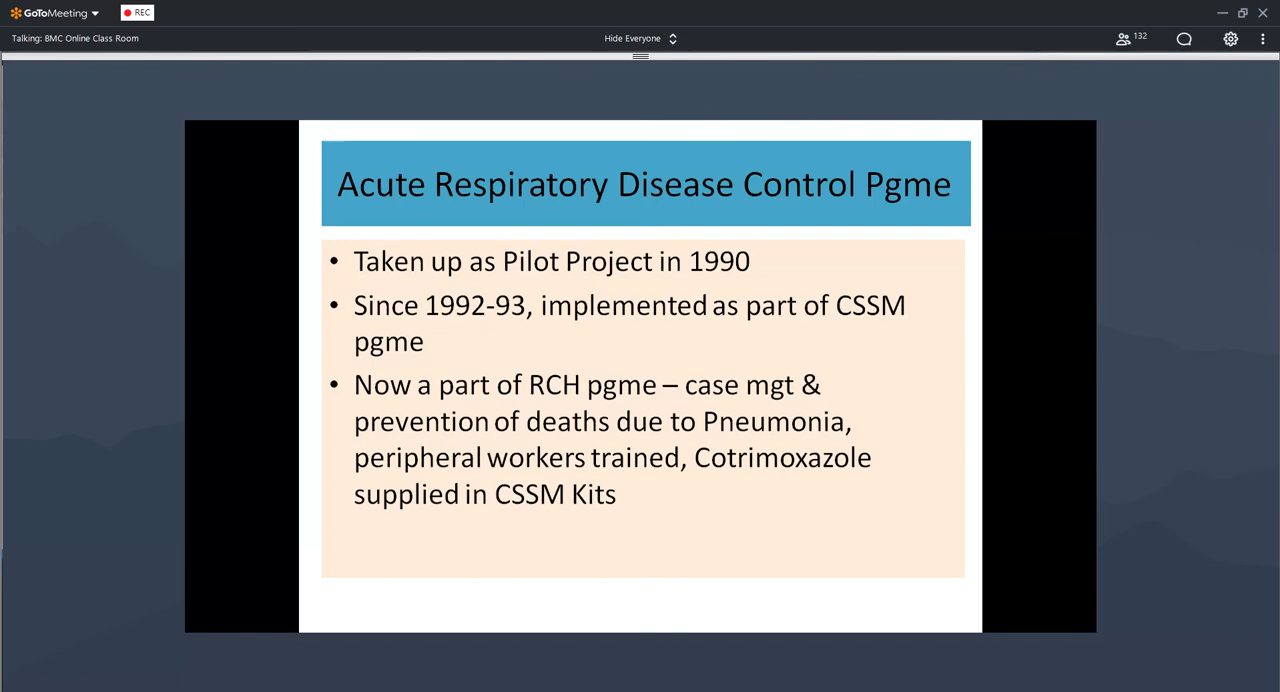 GoToMeeting
REC
Talking: BMC Online Class Room
Hide Everyone
132
Acute Respiratory Disease Control Pgme
• Taken up as Pilot Project in 1990
• Since 1992-93, implemented as part of CSSM
pgme
• Now a part of RCH pgme – case mgt &
prevention of deaths due to Pneumonia,
peripheral workers trained, Cotrimoxazole
supplied in CSSM Kits